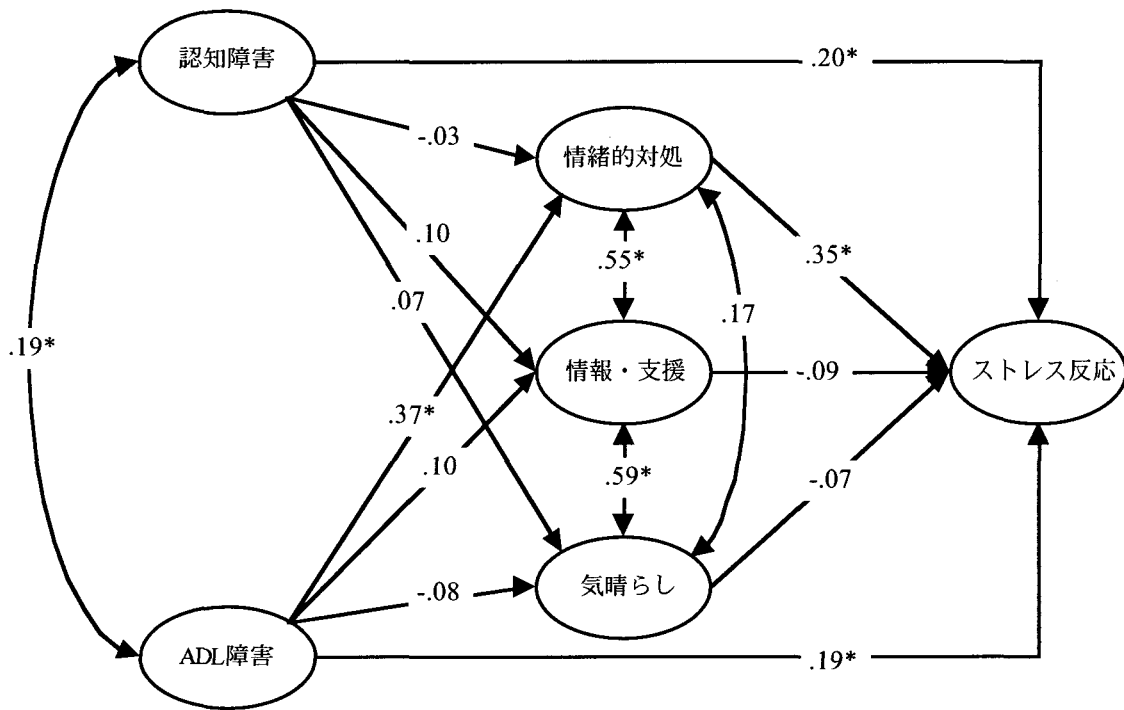 認知障害
.20*
-.03
情緒的対処
.10
.55*
.35*
.07
.17
.19*
情報・支援
-.09
ストレス反応
.37*
.10
.59*
-.07
-.08
気晴らし
ADL障害
.19*